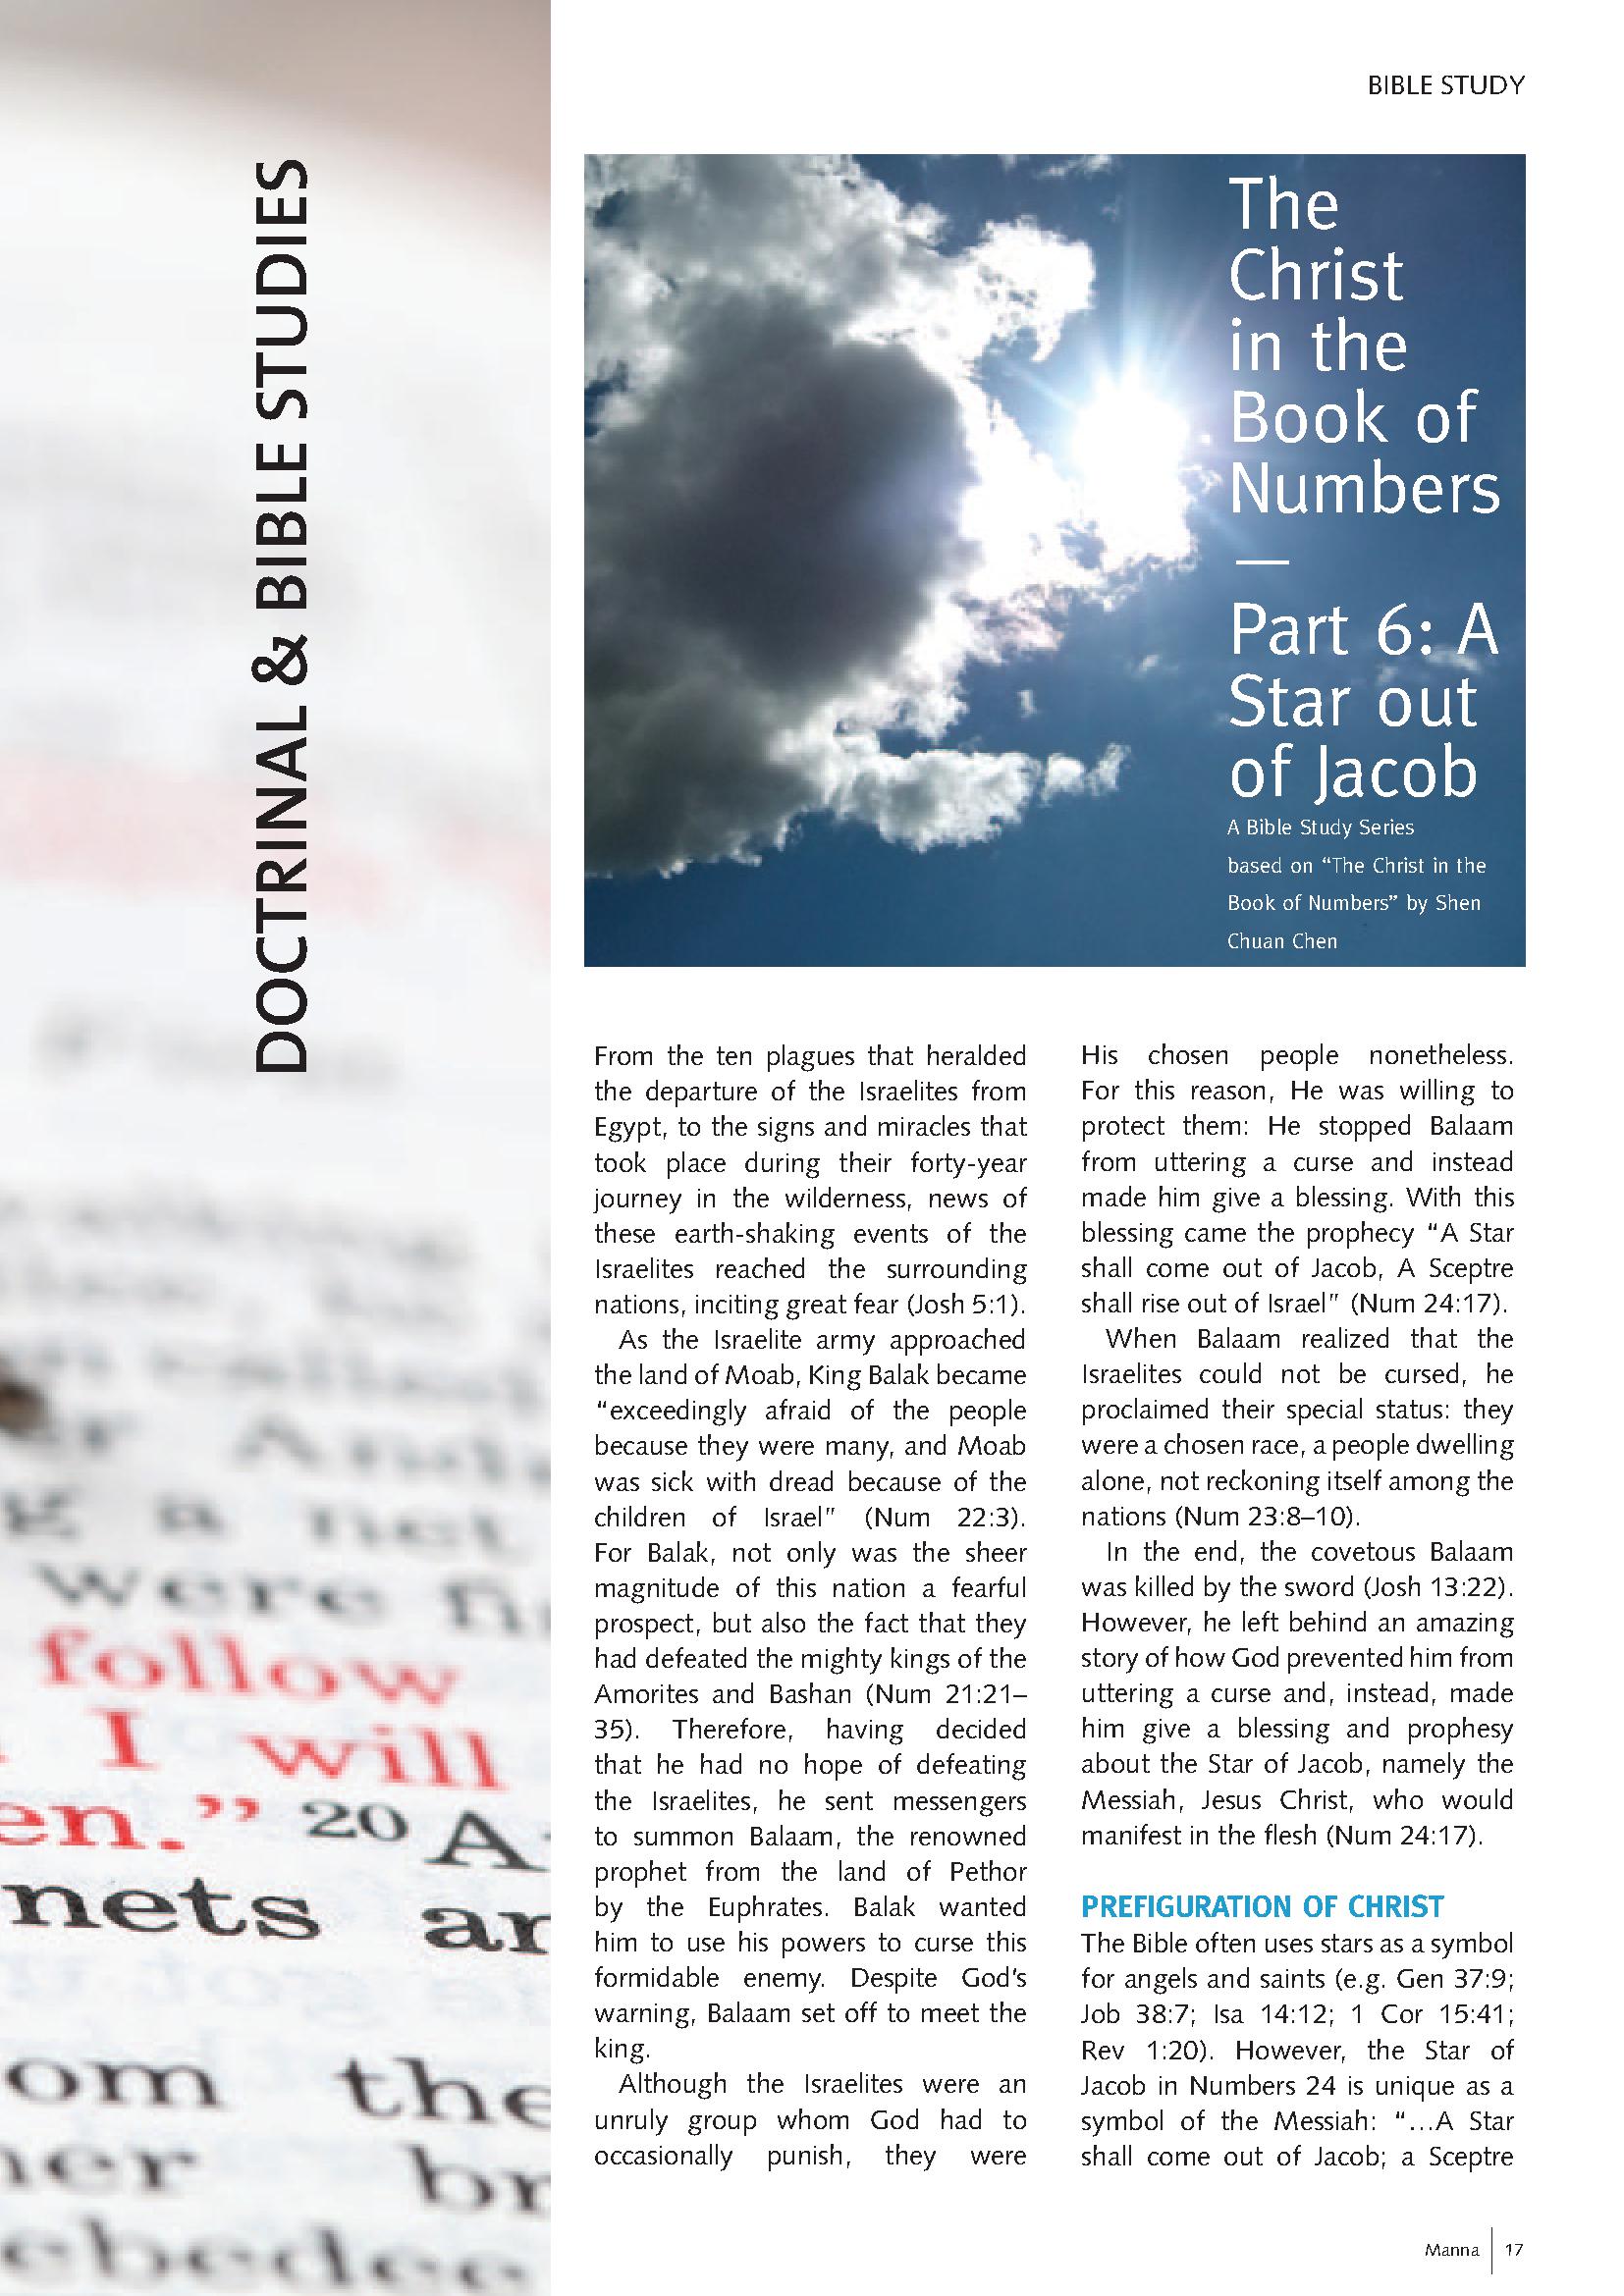 BIBLE STUDY
DOCTRINAL & BIBLE STUDIES
The
Christ
in the
Book of
Numbers
—
Part 6: A
Star out
of Jacob
A Bible Study Series
based on “The Christ in the
Book of Numbers” by Shen
Chuan Chen
From the ten plagues that heralded
the departure of the Israelites from
Egypt, to the signs and miracles that
took place during their forty-year
journey in the wilderness, news of
these earth-shaking events of the
Israelites reached the surrounding
nations, inciting great fear (Josh 5:1).
As the Israelite army approached
the land of Moab, King Balak became
“exceedingly afraid of the people
because they were many, and Moab
was sick with dread because of the
children of Israel” (Num 22:3).
For Balak, not only was the sheer
magnitude of this nation a fearful
prospect, but also the fact that they
had defeated the mighty kings of the
Amorites and Bashan (Num 21:21–
35). Therefore, having decided
that he had no hope of defeating
the Israelites, he sent messengers
to summon Balaam, the renowned
prophet from the land of Pethor
by the Euphrates. Balak wanted
him to use his powers to curse this
formidable enemy. Despite God’s
warning, Balaam set off to meet the
king.
Although the Israelites were an
unruly group whom God had to
occasionally punish, they were
His chosen people nonetheless.
For this reason, He was willing to
protect them: He stopped Balaam
from uttering a curse and instead
made him give a blessing. With this
blessing came the prophecy “A Star
shall come out of Jacob, A Sceptre
shall rise out of Israel” (Num 24:17).
When Balaam realized that the
Israelites could not be cursed, he
proclaimed their special status: they
were a chosen race, a people dwelling
alone, not reckoning itself among the
nations (Num 23:8–10).
In the end, the covetous Balaam
was killed by the sword (Josh 13:22).
However, he left behind an amazing
story of how God prevented him from
uttering a curse and, instead, made
him give a blessing and prophesy
about the Star of Jacob, namely the
Messiah, Jesus Christ, who would
manifest in the flesh (Num 24:17).
PREFIGURATION OF CHRIST
The Bible often uses stars as a symbol
for angels and saints (e.g. Gen 37:9;
Job 38:7; Isa 14:12; 1 Cor 15:41;
Rev 1:20). However, the Star of
Jacob in Numbers 24 is unique as a
symbol of the Messiah: “...A Star
shall come out of Jacob; a Sceptre
g a net
were
follow
I will
en.” 20 A
nets ar
om the
her br
ebedee
Manna 17